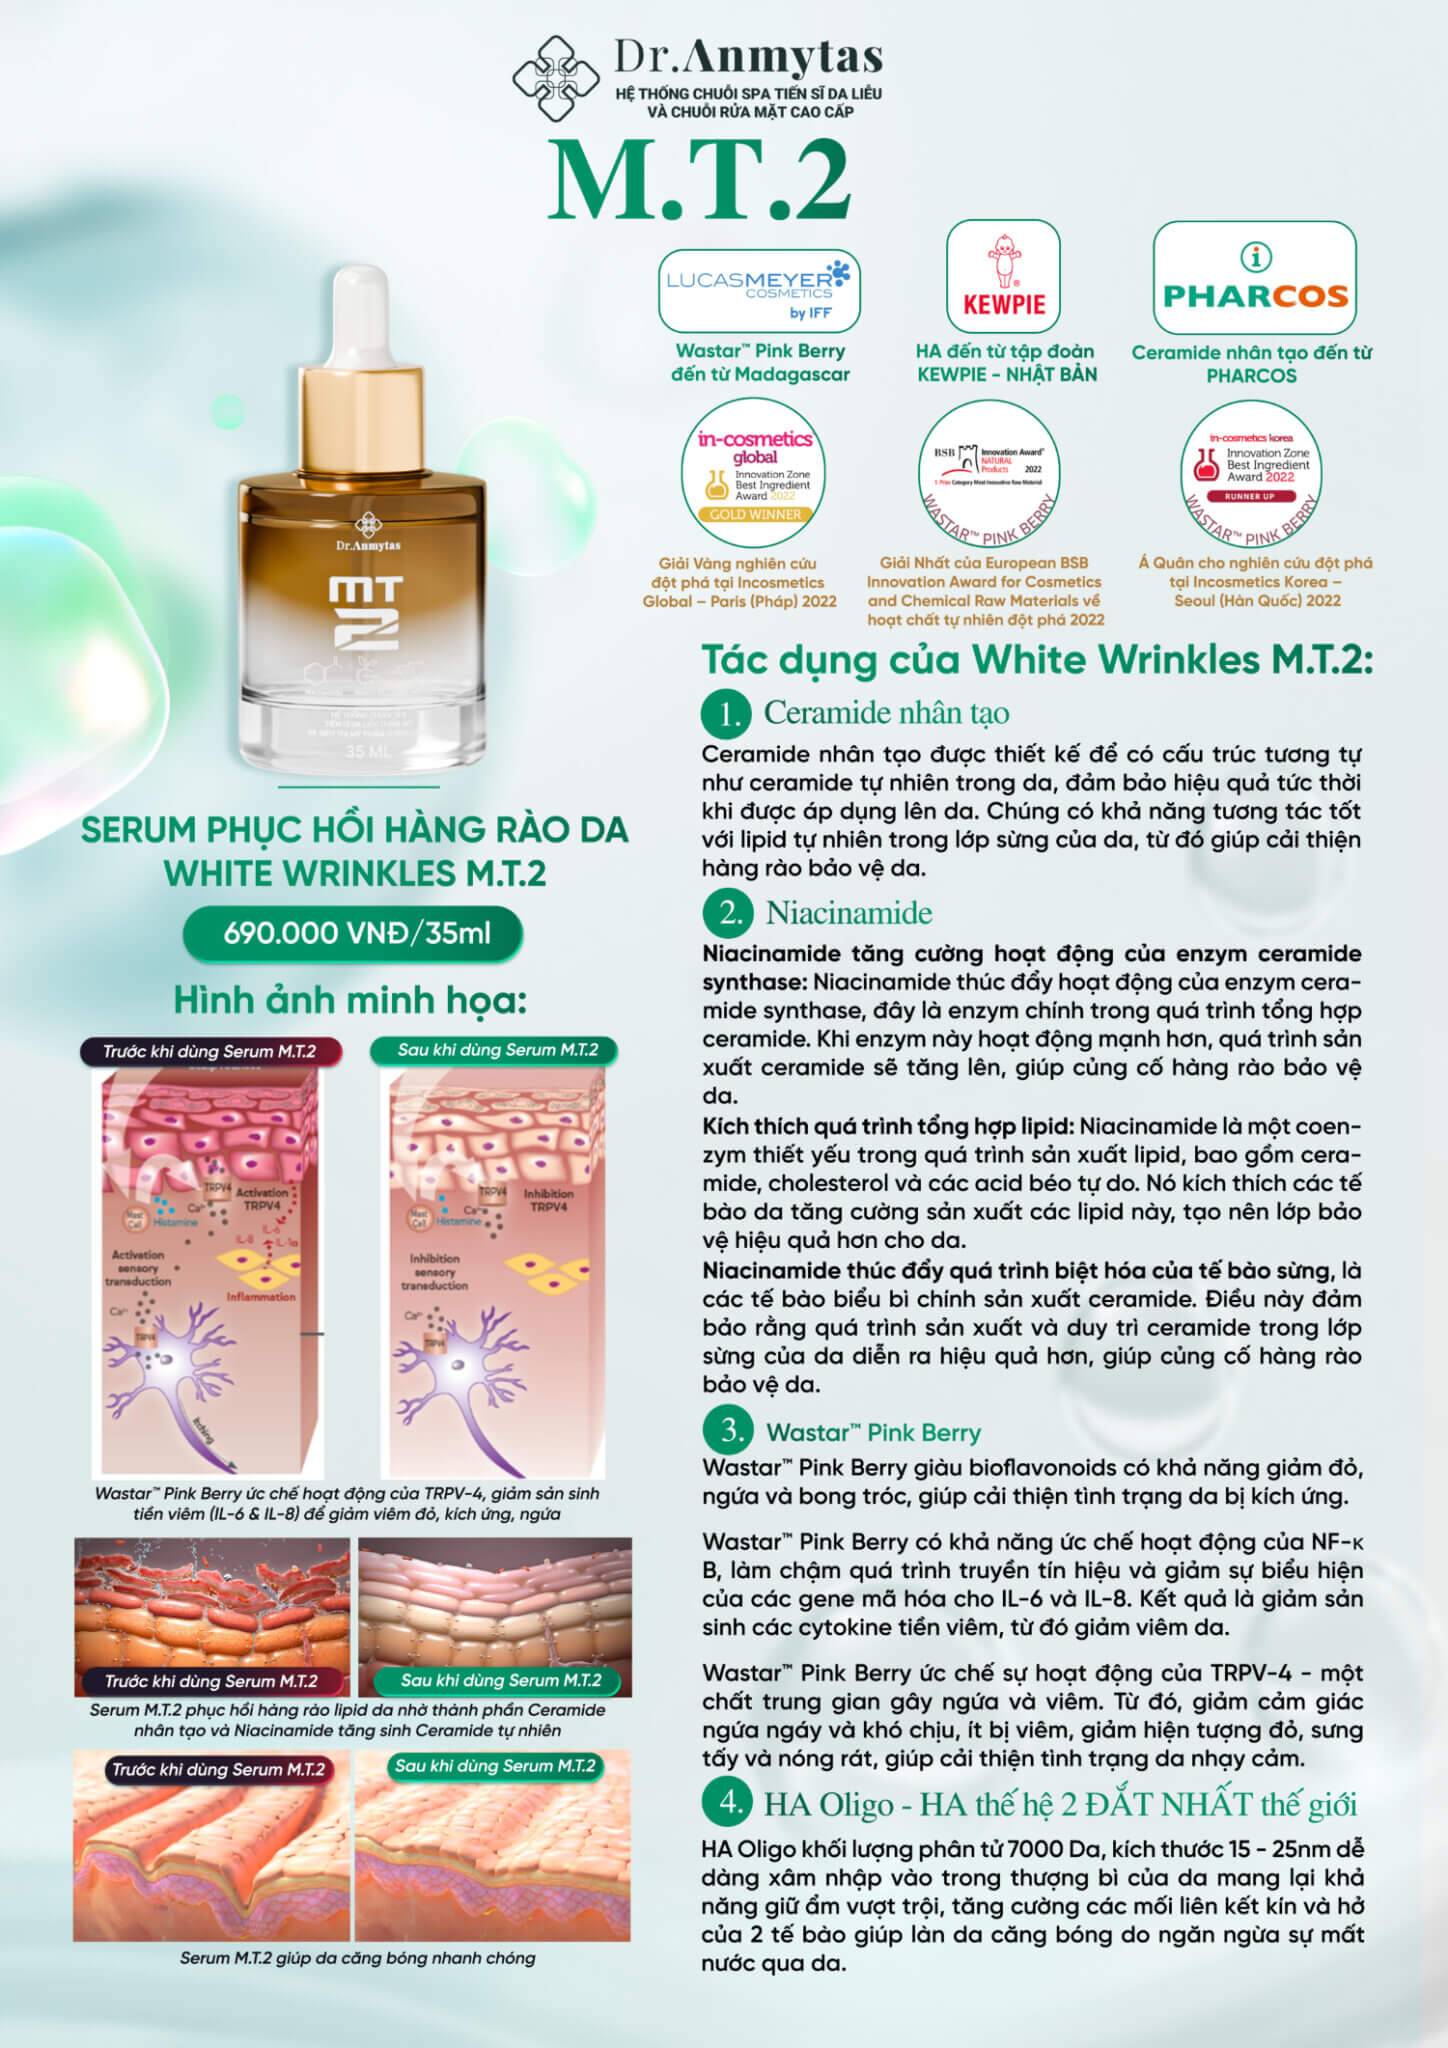 Dr.Anmytas
HỆ THỐNG CHUỖI SPA TIẾN SĨ DA LIỄU
VÀ CHUỖI RỬA MẶT CAO CẤP
M.T.2
LUCASMEYER
COSMETICS
by IFF
Wastar™ Pink Berry
đến từ Madagascar
KEWPIE
HA đến từ tập đoàn
KEWPIE - NHẬT BẢN
i
PHARCOS
Ceramide nhân tạo đến từ
PHARCOS
in-cosmetics
global
Innovation Zone
Best Ingredient
Award 2022
GOLD WINNER
Giải Vàng nghiên cứu
đột phá tại Incosmetics
Global – Paris (Pháp) 2022
BSB
Innovation Award
NATURAL
Products 2022
1. Prize Category Most Innovative Raw Material
WASTAR™ PINK BERRY
Giải Nhất của European BSB
Innovation Award for Cosmetics
and Chemical Raw Materials về
hoạt chất tự nhiên đột phá 2022
in-cosmetics korea
Innovation Zone
Best Ingredient
Award 2022
RUNNER UP
WASTAR™ PINK BERRY
Á Quân cho nghiên cứu đột phá
tại Incosmetics Korea –
Seoul (Hàn Quốc) 2022
Dr.Anmytas
MT
2
35 ML
SERUM PHỤC HỒI HÀNG RÀO DA
WHITE WRINKLES M.T.2
690.000 VNĐ/35ml
Hình ảnh minh họa:
Trước khi dùng Serum M.T.2
Sau khi dùng Serum M.T.2
TRPV4
Activation
TRPV4
Ca²⁺
Mast
Cell
Histamine
IL-6
IL-8
IL-1α
Activation
sensory
transduction
Inflammation
Ca²⁺
TRPV4
Itching
TRPV4
Inhibition
TRPV4
Ca²⁺
Mast
Cell
Histamine
Inhibition
sensory
transduction
Ca²⁺
TRPV4
Wastar™ Pink Berry ức chế hoạt động của TRPV-4, giảm sản sinh
tiền viêm (IL-6 & IL-8) để giảm viêm đỏ, kích ứng, ngứa
Trước khi dùng Serum M.T.2
Sau khi dùng Serum M.T.2
Serum M.T.2 phục hồi hàng rào lipid da nhờ thành phần Ceramide
nhân tạo và Niacinamide tăng sinh Ceramide tự nhiên
Trước khi dùng Serum M.T.2
Sau khi dùng Serum M.T.2
Serum M.T.2 giúp da căng bóng nhanh chóng
Tác dụng của White Wrinkles M.T.2:
1. Ceramide nhân tạo
Ceramide nhân tạo được thiết kế để có cấu trúc tương tự
như ceramide tự nhiên trong da, đảm bảo hiệu quả tức thời
khi được áp dụng lên da. Chúng có khả năng tương tác tốt
với lipid tự nhiên trong lớp sừng của da, từ đó giúp cải thiện
hàng rào bảo vệ da.
2. Niacinamide
Niacinamide tăng cường hoạt động của enzym ceramide
synthase: Niacinamide thúc đẩy hoạt động của enzym cera-
mide synthase, đây là enzym chính trong quá trình tổng hợp
ceramide. Khi enzym này hoạt động mạnh hơn, quá trình sản
xuất ceramide sẽ tăng lên, giúp củng cố hàng rào bảo vệ
da.
Kích thích quá trình tổng hợp lipid: Niacinamide là một coen-
zym thiết yếu trong quá trình sản xuất lipid, bao gồm cera-
mide, cholesterol và các acid béo tự do. Nó kích thích các tế
bào da tăng cường sản xuất các lipid này, tạo nên lớp bảo
vệ hiệu quả hơn cho da.
Niacinamide thúc đẩy quá trình biệt hóa của tế bào sừng, là
các tế bào biểu bì chính sản xuất ceramide. Điều này đảm
bảo rằng quá trình sản xuất và duy trì ceramide trong lớp
sừng của da diễn ra hiệu quả hơn, giúp củng cố hàng rào
bảo vệ da.
3. Wastar™ Pink Berry
Wastar™ Pink Berry giàu bioflavonoids có khả năng giảm đỏ,
ngứa và bong tróc, giúp cải thiện tình trạng da bị kích ứng.
Wastar™ Pink Berry có khả năng ức chế hoạt động của NF-κ
B, làm chậm quá trình truyền tín hiệu và giảm sự biểu hiện
của các gene mã hóa cho IL-6 và IL-8. Kết quả là giảm sản
sinh các cytokine tiền viêm, từ đó giảm viêm da.
Wastar™ Pink Berry ức chế sự hoạt động của TRPV-4 - một
chất trung gian gây ngứa và viêm. Từ đó, giảm cảm giác
ngứa ngáy và khó chịu, ít bị viêm, giảm hiện tượng đỏ, sưng
tấy và nóng rát, giúp cải thiện tình trạng da nhạy cảm.
4. HA Oligo - HA thế hệ 2 ĐẮT NHẤT thế giới
HA Oligo khối lượng phân tử 7000 Da, kích thước 15 - 25nm dễ
dàng xâm nhập vào trong thượng bì của da mang lại khả
năng giữ ẩm vượt trội, tăng cường các mối liên kết kín và hở
của 2 tế bào giúp làn da căng bóng do ngăn ngừa sự mất
nước qua da.